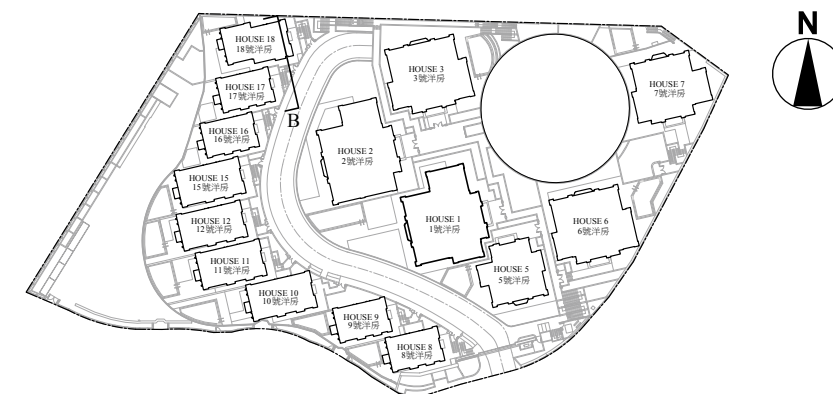 N
HOUSE 18
18號洋房
HOUSE 3
3號洋房
HOUSE 7
7號洋房
HOUSE 17
17號洋房
B
HOUSE 16
16號洋房
HOUSE 2
2號洋房
HOUSE 15
15號洋房
HOUSE 12
12號洋房
HOUSE 1
1號洋房
HOUSE 6
6號洋房
HOUSE 11
11號洋房
HOUSE 5
5號洋房
HOUSE 10
10號洋房
HOUSE 9
9號洋房
HOUSE 8
8號洋房